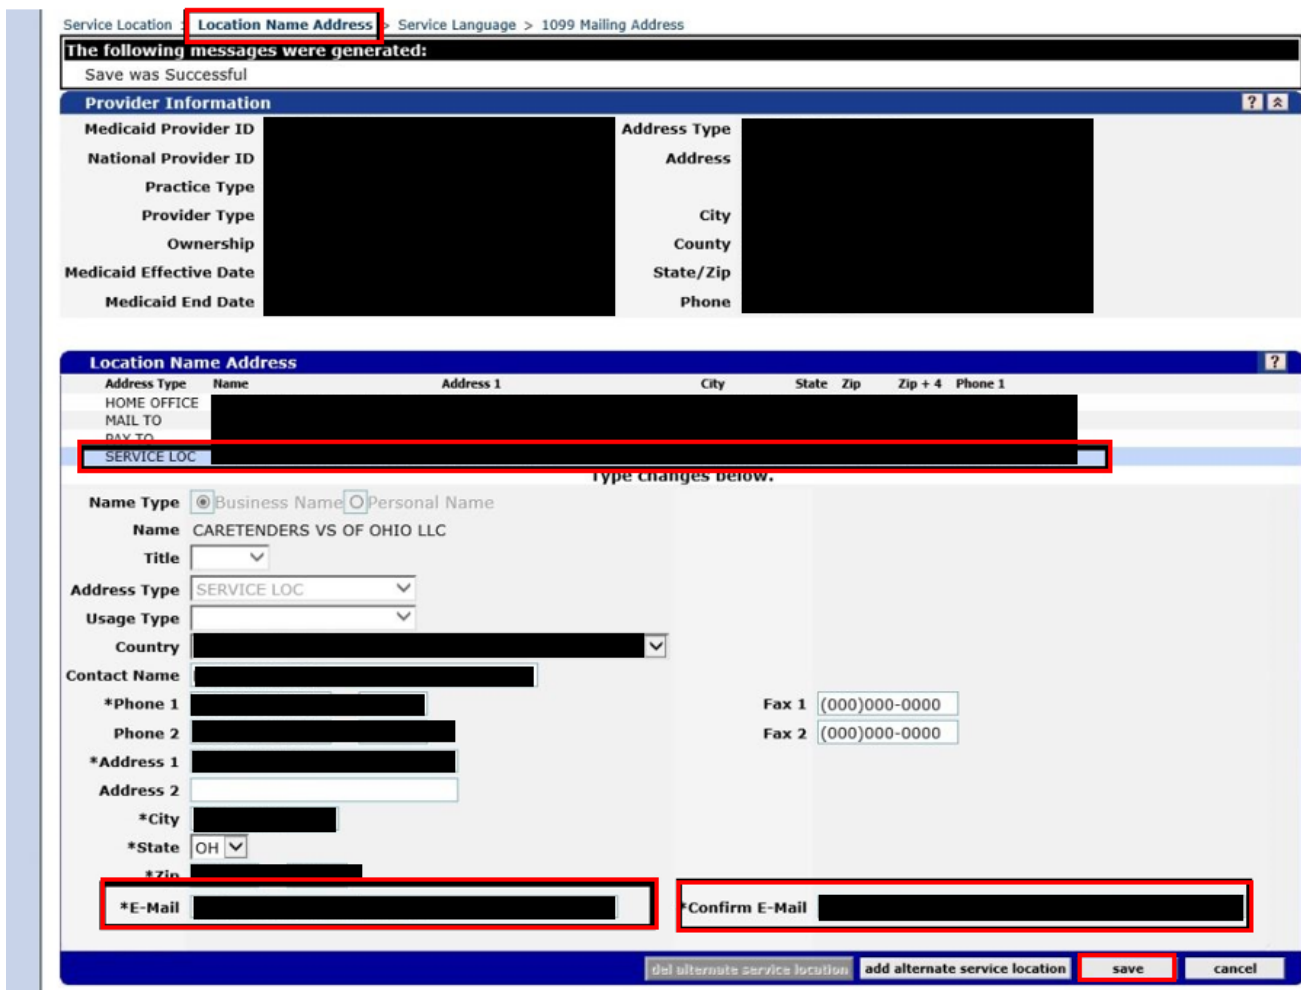 Service Location > Location Name Address > Service Language > 1099 Mailing Address
The following messages were generated:
Save was Successful
Provider Information ?
Medicaid Provider ID Address Type
National Provider ID Address
Practice Type
Provider Type City
Ownership County
Medicaid Effective Date State/Zip
Medicaid End Date Phone
Location Name Address ?
Address Type Name Address 1 City State Zip Zip + 4 Phone 1
HOME OFFICE
MAIL TO
PAY TO
SERVICE LOC
Type changes below.
Name Type Business Name Personal Name
Name CARETENDERS VS OF OHIO LLC
Title
Address Type SERVICE LOC
Usage Type
Country
Contact Name
*Phone 1 Fax 1 (000)000-0000
Phone 2 Fax 2 (000)000-0000
*Address 1
Address 2
*City
*State OH
*Zip
*E-Mail *Confirm E-Mail
del alternate service location add alternate service location save cancel